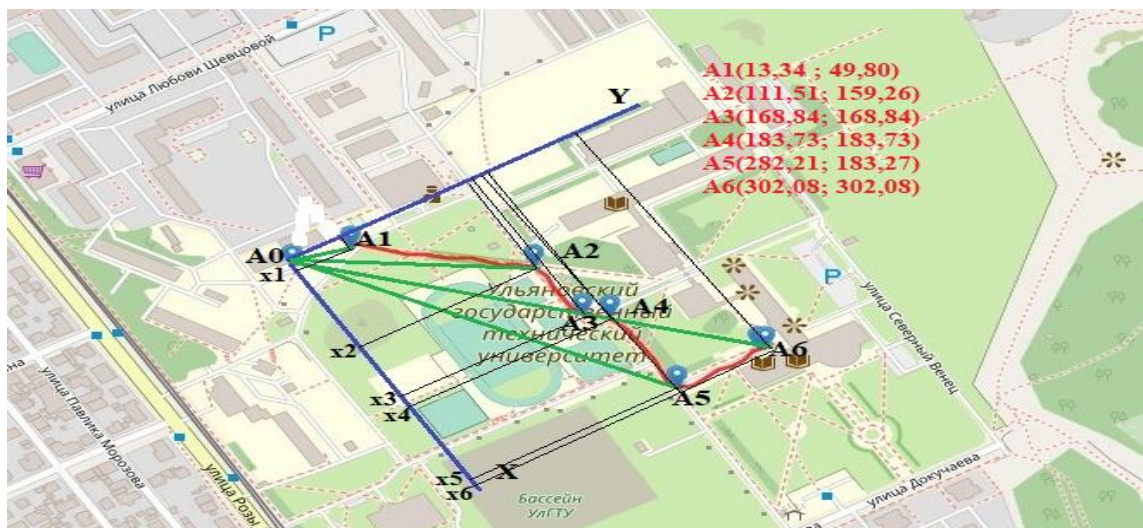 улица Любови Шевцовой
P
Y
A1(13,34 ; 49,80)
A2(111,51; 159,26)
A3(168,84; 168,84)
A4(183,73; 183,73)
A5(282,21; 183,27)
A6(302,08; 302,08)
A0
A1
A2
x1
P
Ульяновский
государственный
технический
университет
A3
A4
A6
x2
x3
x4
A5
x5
x6
X
Бассейн
УлГТУ
улица Северный Венец
улица Докучаева
улица Розы
улица Павлика Морозова
на